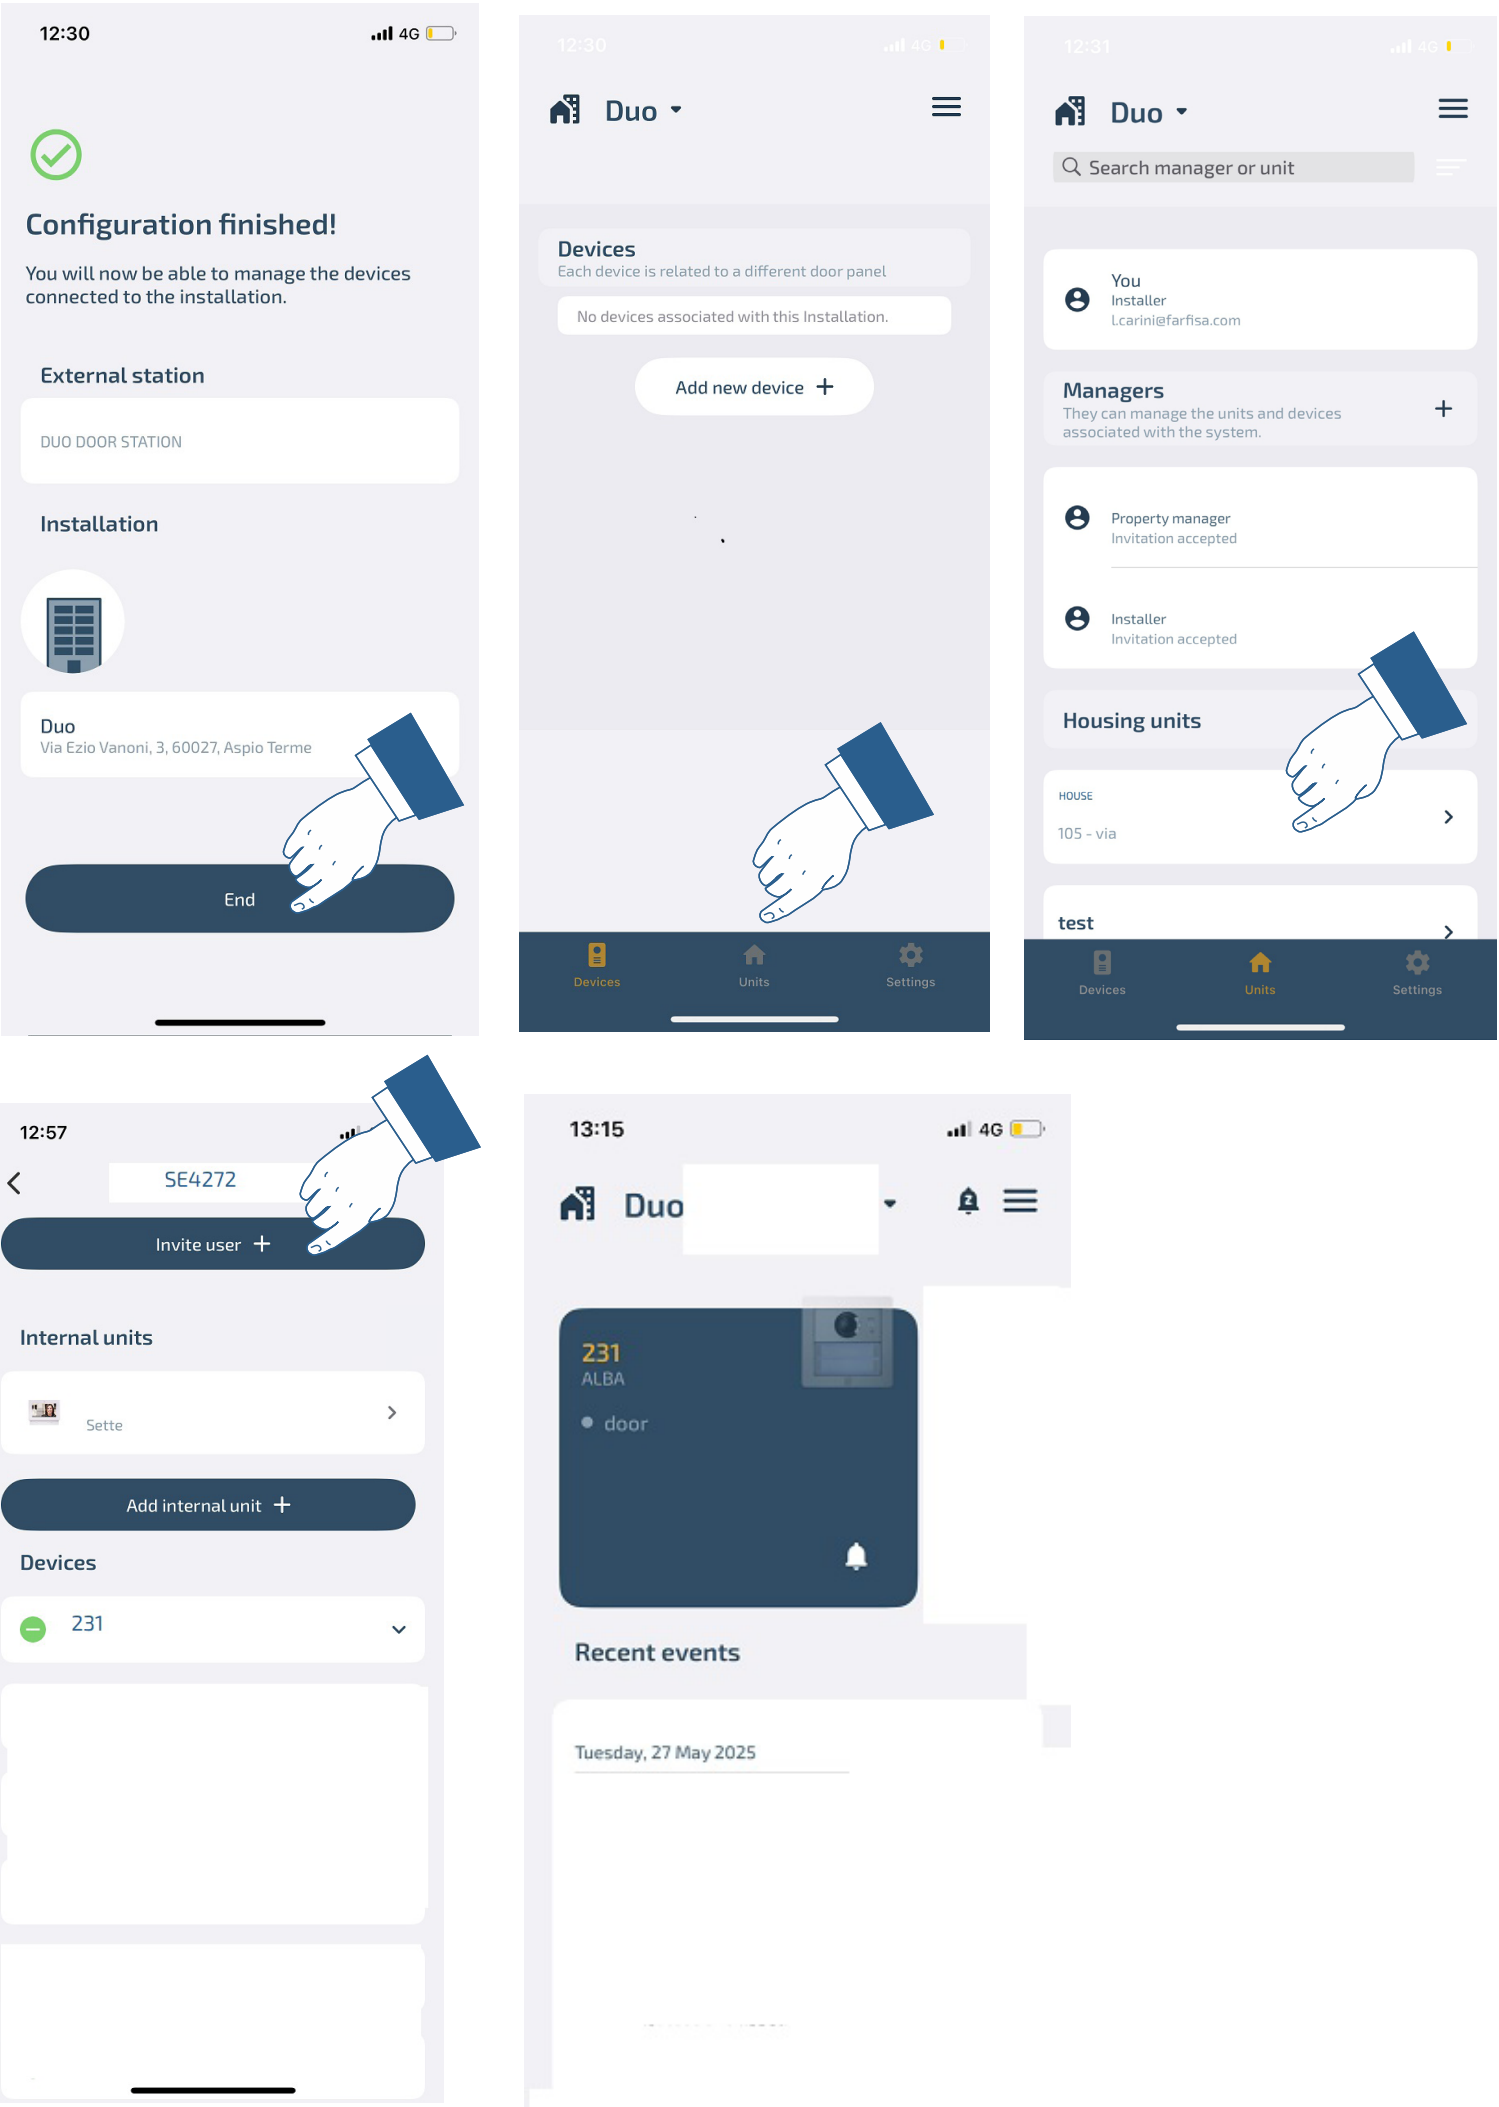 12:30
4G
Configuration finished!
You will now be able to manage the devices
connected to the installation.
External station
DUO DOOR STATION
Installation
Duo
Via Ezio Vanoni, 3, 60027, Aspio Terme
End
12:30
4G
Duo
Devices
Each device is related to a different door panel
No devices associated with this Installation.
Add new device +
Devices
Units
Settings
12:31
4G
Duo
Search manager or unit
You
Installer
l.carini@farfisa.com
Managers
They can manage the units and devices
associated with the system.
+
Property manager
Invitation accepted
Installer
Invitation accepted
Housing units
HOUSE
105 - via
test
Devices
Units
Settings
12:57
SE4272
Invite user +
Internal units
Sette
Add internal unit +
Devices
231
13:15
4G
Duo
231
ALBA
door
Recent events
Tuesday, 27 May 2025